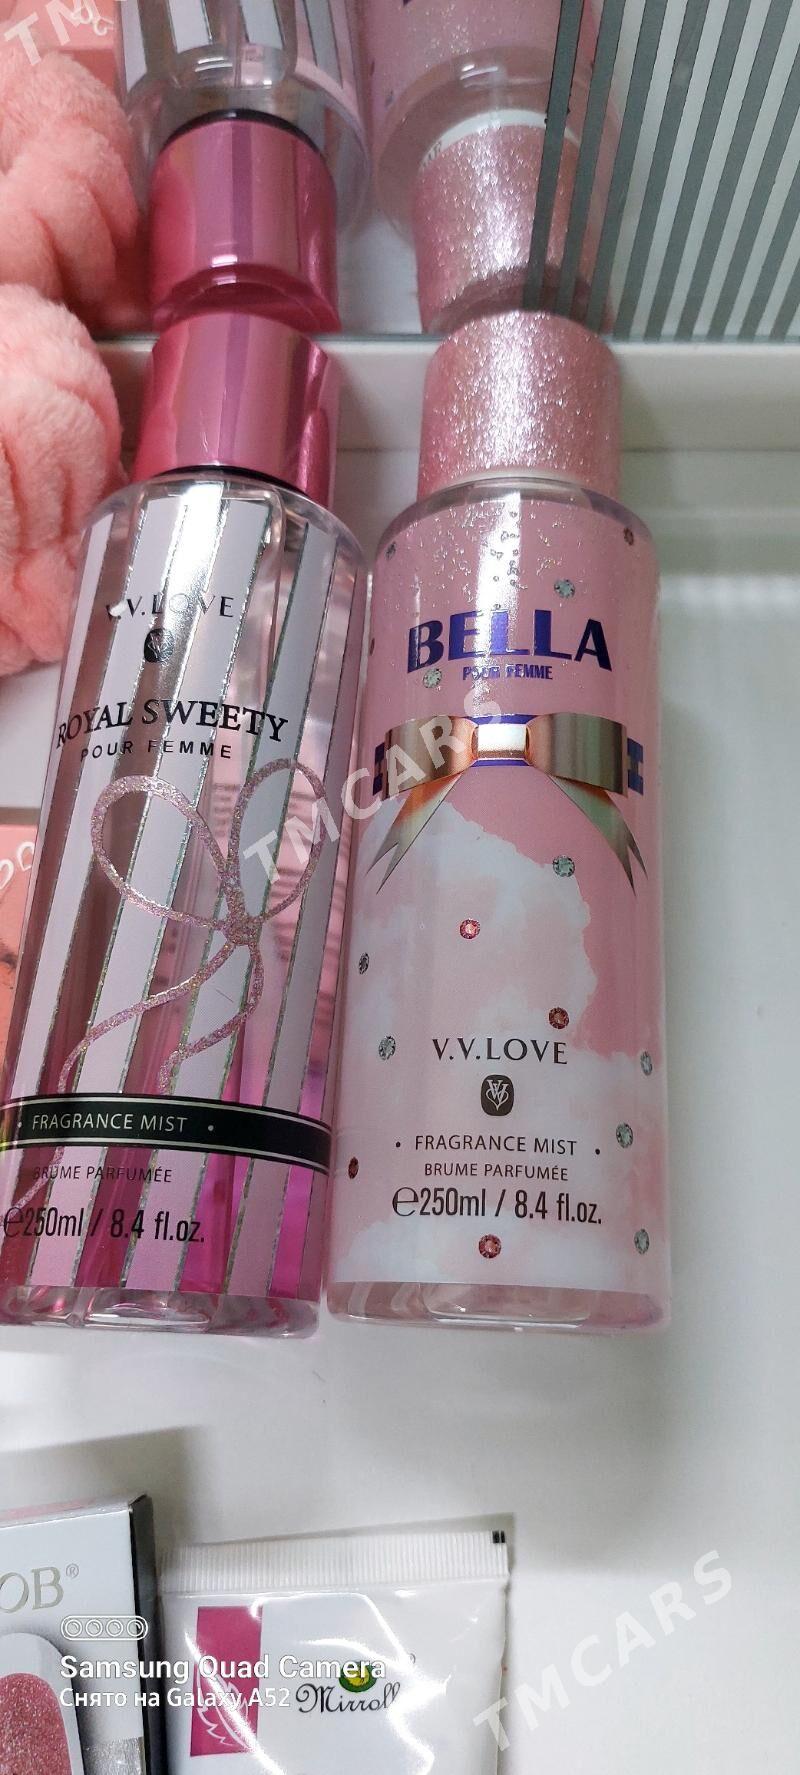 V.V.LOVE
ROYAL SWEETY
POUR FEMME
FRAGRANCE MIST •
BRUME PARFUMÉE
℮250ml / 8.4 fl.oz.
BELLA
POUR FEMME
V.V.LOVE
• FRAGRANCE MIST •
BRUME PARFUMÉE
℮250ml / 8.4 fl.oz.
TMCARS
OB®
Samsung Quad Camera
Снято на Galaxy A52
Mirroll
TMCARS